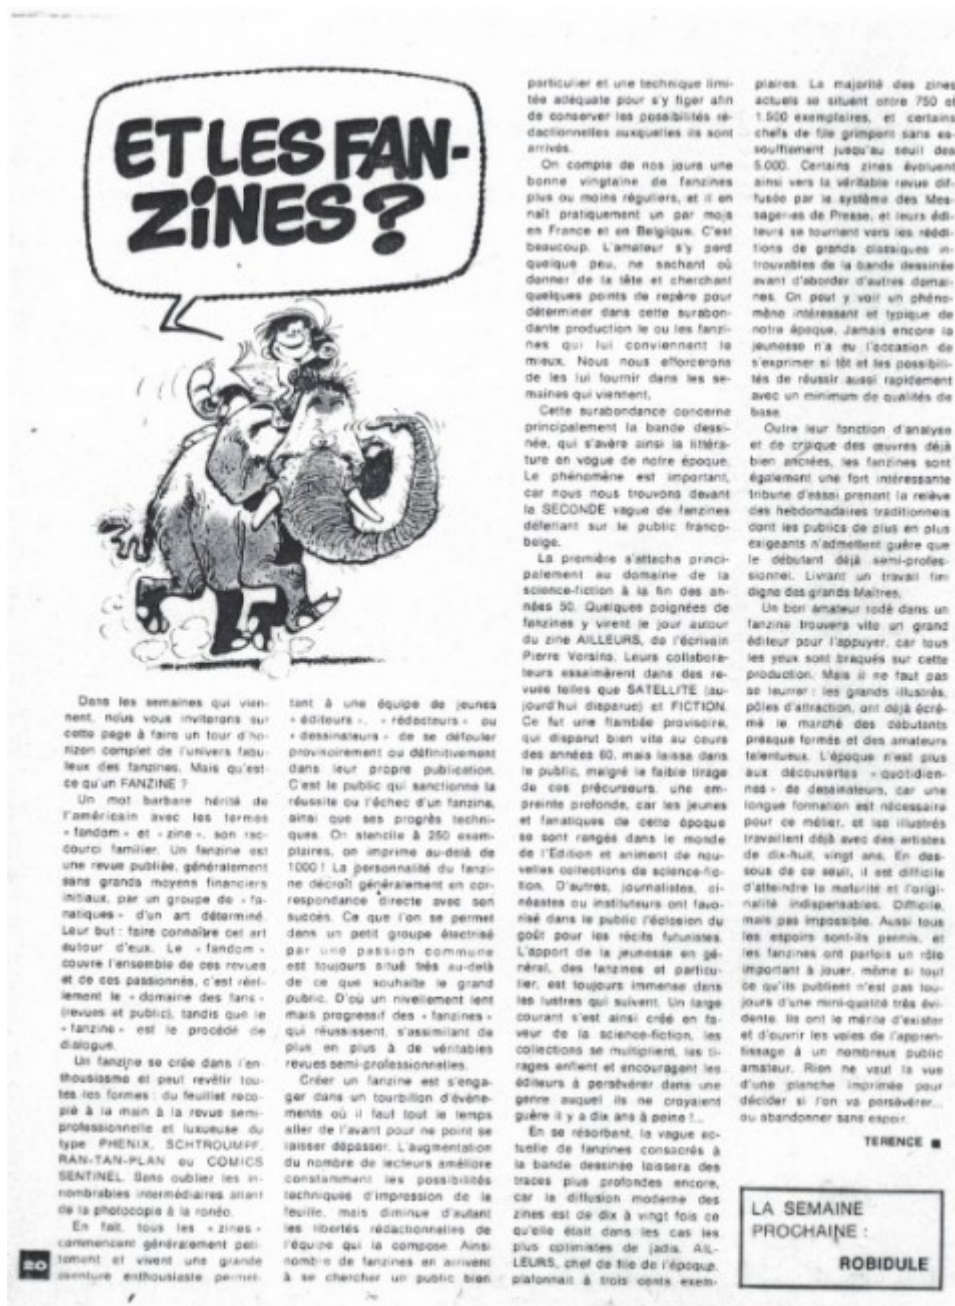 ET LES FAN-
ZINES ?
Dans les semaines qui vien-
nent, nous vous inviterons sur
cette page à faire un tour d'ho-
rizon complet de l'univers fabu-
leux des fanzines. Mais qu'est-
ce qu'un FANZINE ?
Un mot barbare hérité de
l'américain avec les termes
« fandom » et « zine », son rac-
courci familier. Un fanzine est
une revue publiée, généralement
sans grands moyens financiers
initiaux, par un groupe de « fa-
natiques » d'un art déterminé.
Leur but : faire connaître cet art
autour d'eux. Le « fandom »
couvre l'ensemble de ces revues
et de ces passionnés, c'est réel-
lement le « domaine des fans »
(revues et public), tandis que le
« fanzine » est le procédé de
dialogue.
Un fanzine se crée dans l'en-
thousiasme et peut revêtir tou-
tes les formes : du feuillet reco-
pié à la main à la revue semi-
professionnelle et luxueuse du
type PHENIX, SCHTROUMPF,
RAN-TAN-PLAN ou COMICS
SENTINEL. Sans oublier les in-
nombrables intermédiaires allant
de la photocopie à la ronéo.
En fait, tous les « zines »
commencent généralement peti-
tement et vivent une grande
aventure enthousiaste permet-
tant à une équipe de jeunes
« éditeurs », « rédacteurs » ou
« dessinateurs » de se défouler
provisoirement ou définitivement
dans leur propre publication.
C'est le public qui sanctionne la
réussite ou l'échec d'un fanzine,
ainsi que ses progrès techni-
ques. On stencile à 250 exem-
plaires, on imprime au-delà de
1000 ! La personnalité du fanzi-
ne décroît généralement en cor-
respondance directe avec son
succès. Ce que l'on se permet
dans un petit groupe électrisé
par une passion commune
est toujours situé très au-delà
de ce que souhaite le grand
public. D'où un nivellement lent
mais progressif des « fanzines »
qui réussissent, s'assimilant de
plus en plus à de véritables
revues semi-professionnelles.
Créer un fanzine est s'enga-
ger dans un tourbillon d'événe-
ments où il faut tout le temps
aller de l'avant pour ne point se
laisser dépasser. L'augmentation
du nombre de lecteurs améliore
constamment les possibilités
techniques d'impression de la
feuille, mais diminue d'autant
les libertés rédactionnelles de
l'équipe qui la compose. Ainsi
nombre de fanzines en arrivent
à se chercher un public bien
particulier et une technique limi-
tée adéquate pour s'y figer afin
de conserver les possibilités ré-
dactionnelles auxquelles ils sont
arrivés.
On compte de nos jours une
bonne vingtaine de fanzines
plus ou moins réguliers, et il en
naît pratiquement un par mois
en France et en Belgique. C'est
beaucoup. L'amateur s'y perd
quelque peu, ne sachant où
donner de la tête et cherchant
quelques points de repère pour
déterminer dans cette surabon-
dante production le ou les fanzi-
nes qui lui conviennent le
mieux. Nous nous efforcerons
de les lui fournir dans les se-
maines qui viennent.
Cette surabondance concerne
principalement la bande dessi-
née, qui s'avère ainsi la littéra-
ture en vogue de notre époque.
Le phénomène est important,
car nous nous trouvons devant
la SECONDE vague de fanzines
déferlant sur le public franco-
belge.
La première s'attacha princi-
palement au domaine de la
science-fiction à la fin des an-
nées 50. Quelques poignées de
fanzines y virent le jour autour
du zine AILLEURS, de l'écrivain
Pierre Versins. Leurs collabora-
teurs essaimèrent dans des re-
vues telles que SATELLITE (au-
jourd'hui disparue) et FICTION.
Ce fut une flambée provisoire,
qui disparut bien vite au cours
des années 60, mais laissa dans
le public, malgré le faible tirage
de ces précurseurs, une em-
preinte profonde, car les jeunes
et fanatiques de cette époque
se sont rangés dans le monde
de l'Edition et animent de nou-
velles collections de science-fic-
tion. D'autres, journalistes, ci-
néastes ou instituteurs ont favo-
risé dans le public l'éclosion du
goût pour les récits futuristes.
L'apport de la jeunesse en gé-
néral, des fanzines et particu-
lier, est toujours immense dans
les lustres qui suivent. Un large
courant s'est ainsi créé en fa-
veur de la science-fiction, les
collections se multiplient, les ti-
rages enflent et encouragent les
éditeurs à persévérer dans une
genre auquel ils ne croyaient
guère il y a dix ans à peine !...
En se résorbant, la vague ac-
tuelle de fanzines consacrés à
la bande dessinée laissera des
traces plus profondes encore,
car la diffusion moderne des
zines est de dix à vingt fois ce
qu'elle était dans les cas les
plus optimistes de jadis. AIL-
LEURS, chef de file de l'époque,
plafonnait à trois cents exem-
plaires. La majorité des zines
actuels se situent entre 750 et
1.500 exemplaires, et certains
chefs de file grimpent sans es-
soufflement jusqu'au seuil des
5.000. Certains zines évoluent
ainsi vers la véritable revue dif-
fusée par le système des Mes-
sageries de Presse, et leurs édi-
teurs se tournent vers les réédi-
tions de grands classiques in-
trouvables de la bande dessinée
avant d'aborder d'autres domai-
nes. On peut y voir un phéno-
mène intéressant et typique de
notre époque. Jamais encore la
jeunesse n'a eu l'occasion de
s'exprimer si tôt et les possibili-
tés de réussir aussi rapidement
avec un minimum de qualités de
base.
Outre leur fonction d'analyse
et de critique des œuvres déjà
bien ancrées, les fanzines sont
également une fort intéressante
tribune d'essai prenant la relève
des hebdomadaires traditionnels
dont les publics de plus en plus
exigeants n'admettent guère que
le débutant déjà semi-profes-
sionnel. Livrant un travail fini
digne des grands Maîtres.
Un bon amateur rodé dans un
fanzine trouvera vite un grand
éditeur pour l'appuyer, car tous
les yeux sont braqués sur cette
production. Mais il ne faut pas
se leurrer : les grands illustrés,
pôles d'attraction, ont déjà écré-
mé le marché des débutants
presque formés et des amateurs
talentueux. L'époque n'est plus
aux découvertes « quotidien-
nes » de dessinateurs, car une
longue formation est nécessaire
pour ce métier, et les illustrés
travaillent déjà avec des artistes
de dix-huit, vingt ans. En des-
sous de ce seuil, il est difficile
d'atteindre la maturité et l'origi-
nalité indispensables. Difficile,
mais pas impossible. Aussi tous
les espoirs sont-ils permis, et
les fanzines ont parfois un rôle
important à jouer, même si tout
ce qu'ils publient n'est pas tou-
jours d'une mini-qualité très évi-
dente. Ils ont le mérite d'exister
et d'ouvrir les voies de l'appren-
tissage à un nombreux public
amateur. Rien ne vaut la vue
d'une planche imprimée pour
décider si l'on va persévérer...
ou abandonner sans espoir.
TERENCE ■
LA SEMAINE
PROCHAINE :
ROBIDULE
20